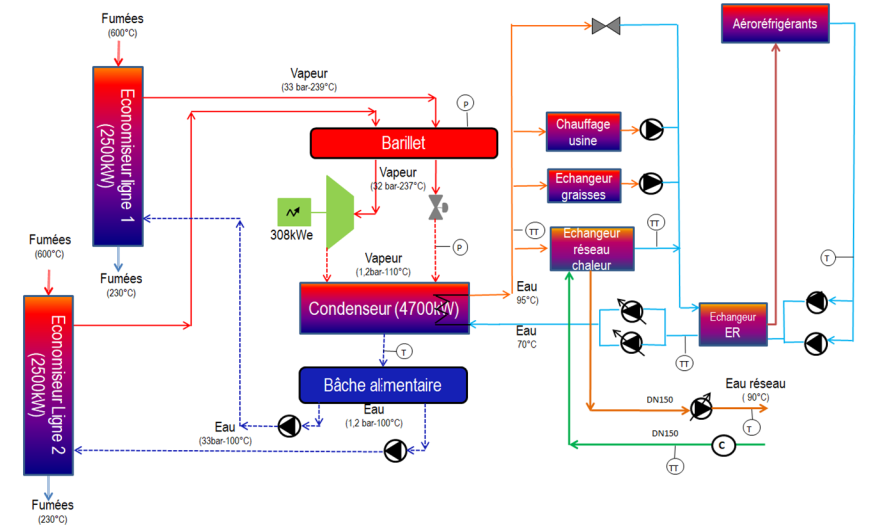 Fumées
(600°C)
Economiseur ligne 1
(2500kW)
Fumées
(230°C)
Fumées
(600°C)
Economiseur Ligne 2
(2500kW)
Fumées
(230°C)
Vapeur
(33 bar-239°C)
P
Barillet
Vapeur
(32 bar-237°C)
308kWe
P
Vapeur
(1,2bar-110°C)
Condenseur (4700kW)
T
Bâche alimentaire
Eau
(33bar-100°C)
Eau
(1,2 bar-100°C)
Eau
95°C)
Eau
70°C)
Chauffage
usine
Echangeur
graisses
TT
Echangeur
réseau
chaleur
TT
Aéroréfrigérants
T
Echangeur
ER
TT
DN150
Eau réseau
( 90°C)
T
DN150
TT
C